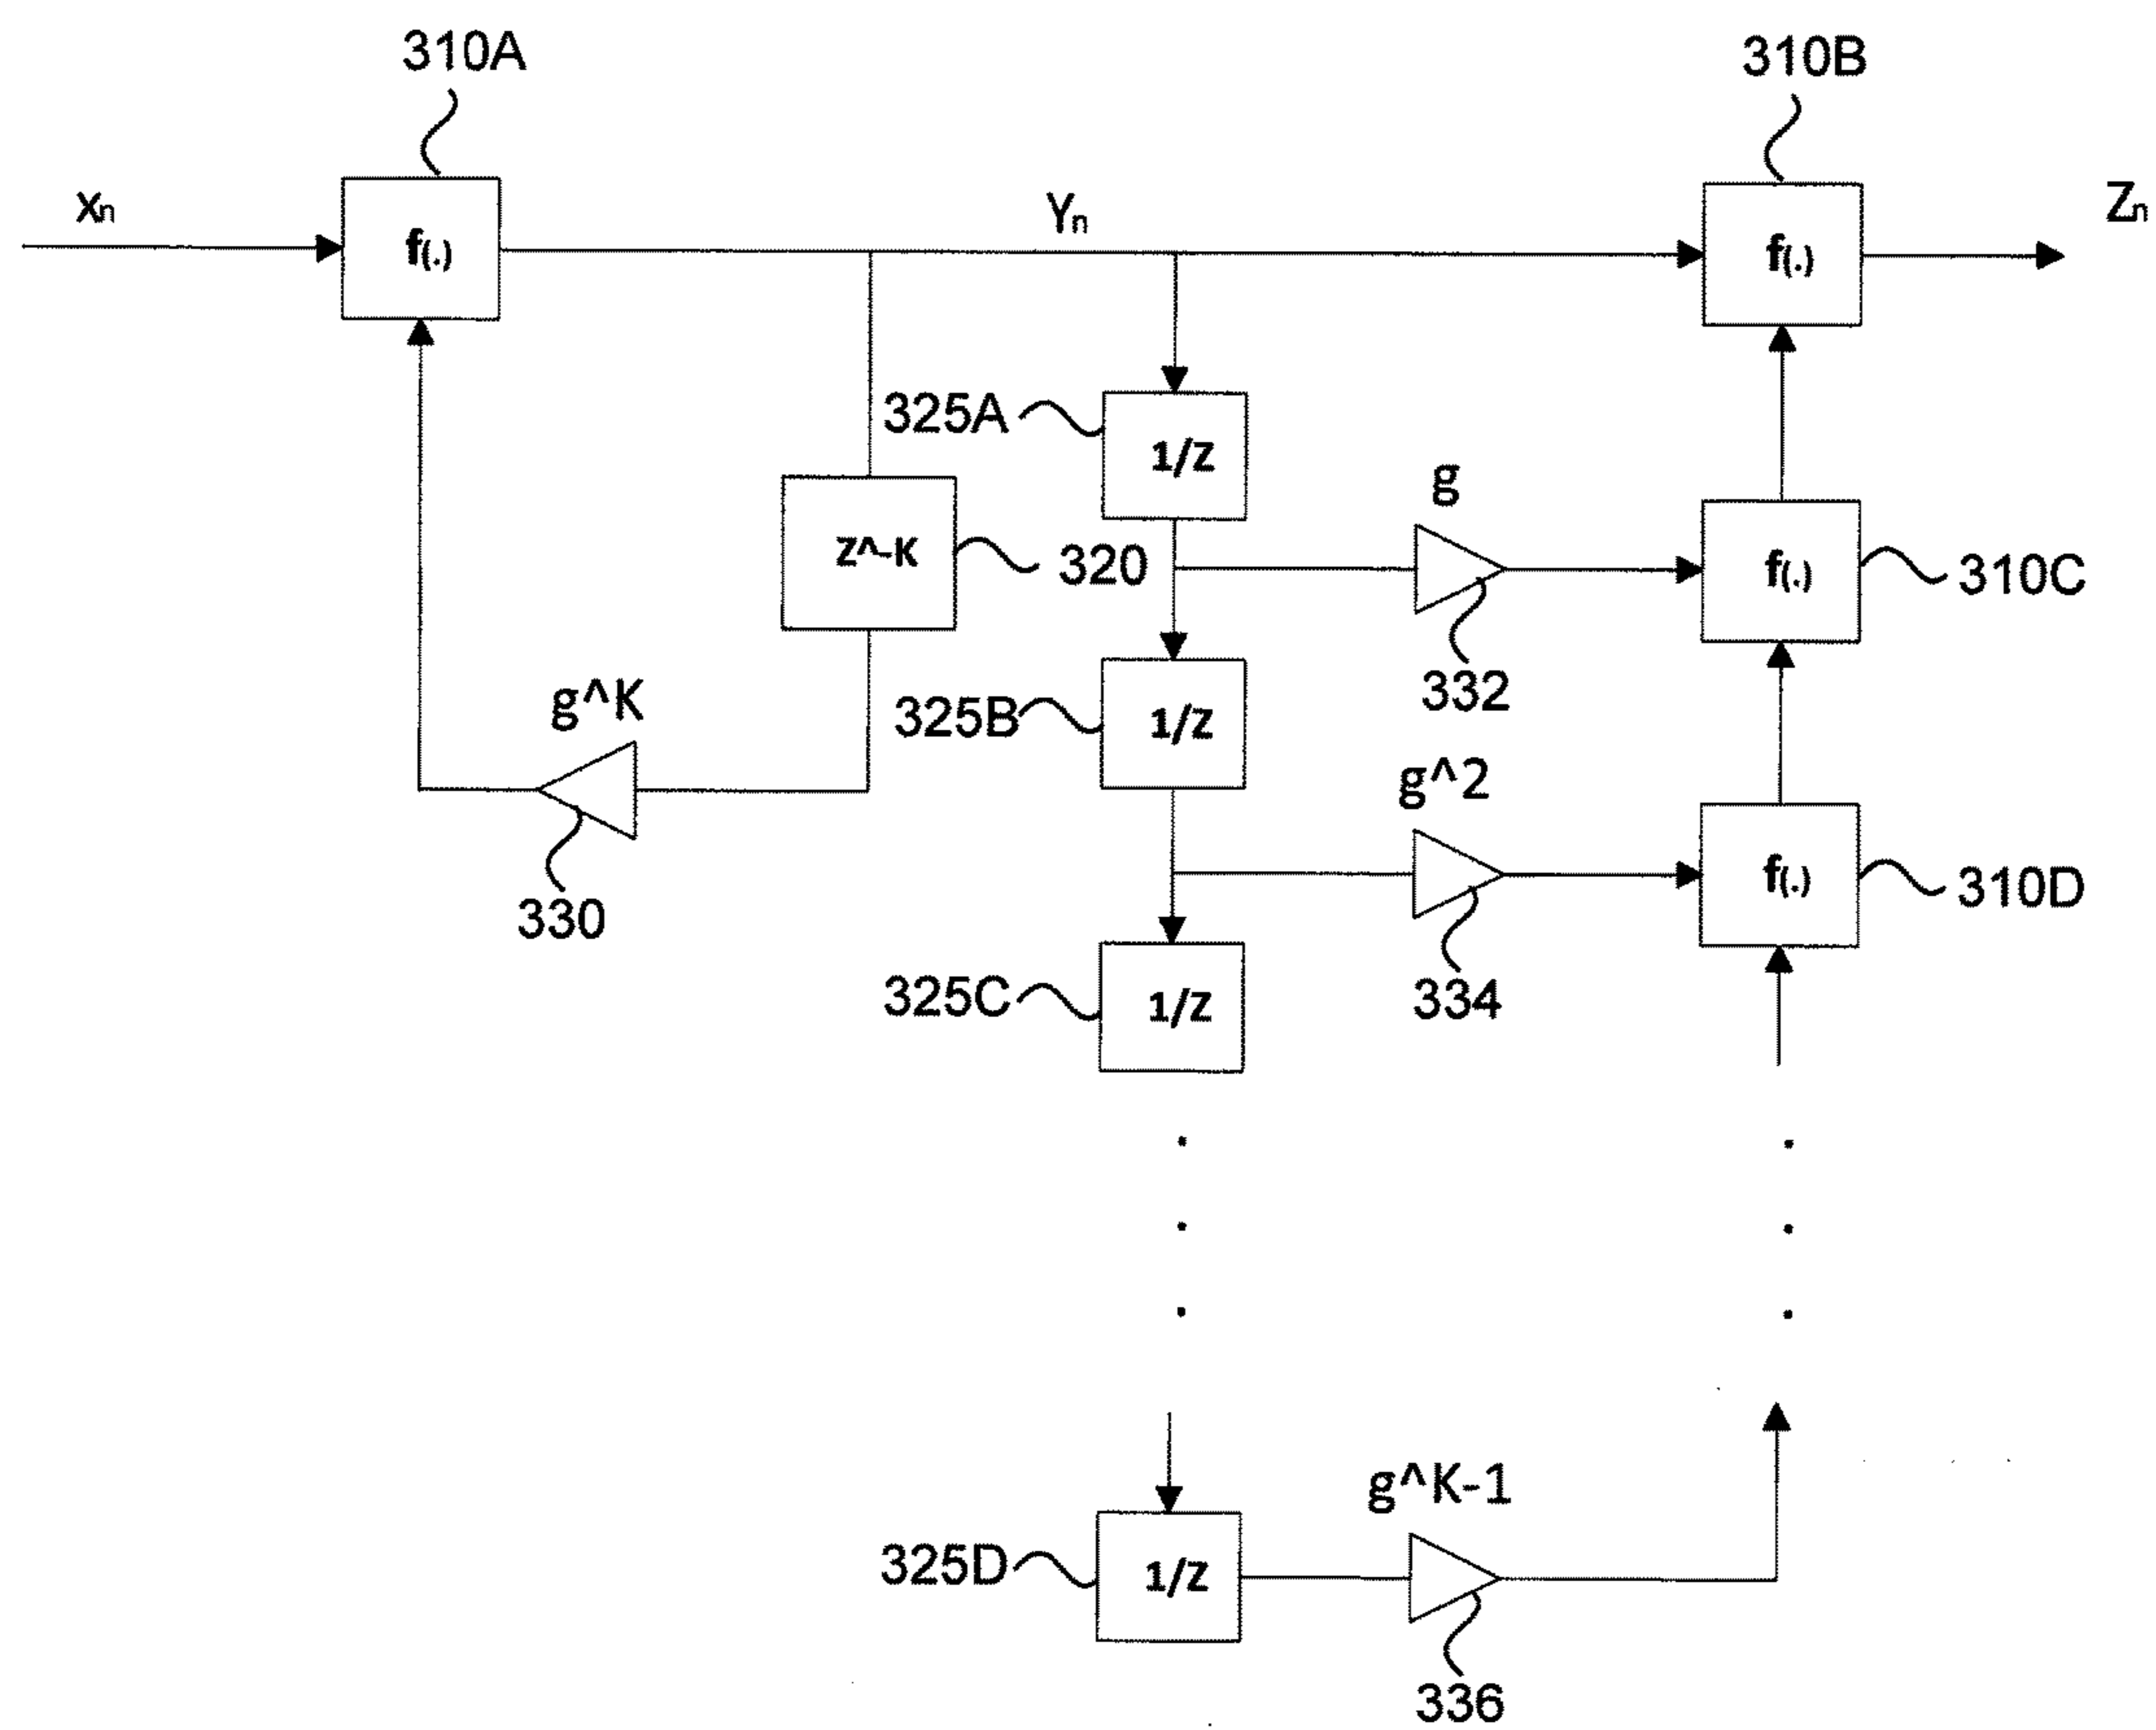 310A
310B
xn
Yn
Zn
f(.)
f(.)
325A
1/Z
g
z^-K
320
f(.)
310C
332
g^K
325B
1/Z
g^2
330
f(.)
310D
334
325C
1/Z
.
.
.
.
.
.
g^K-1
325D
1/Z
336